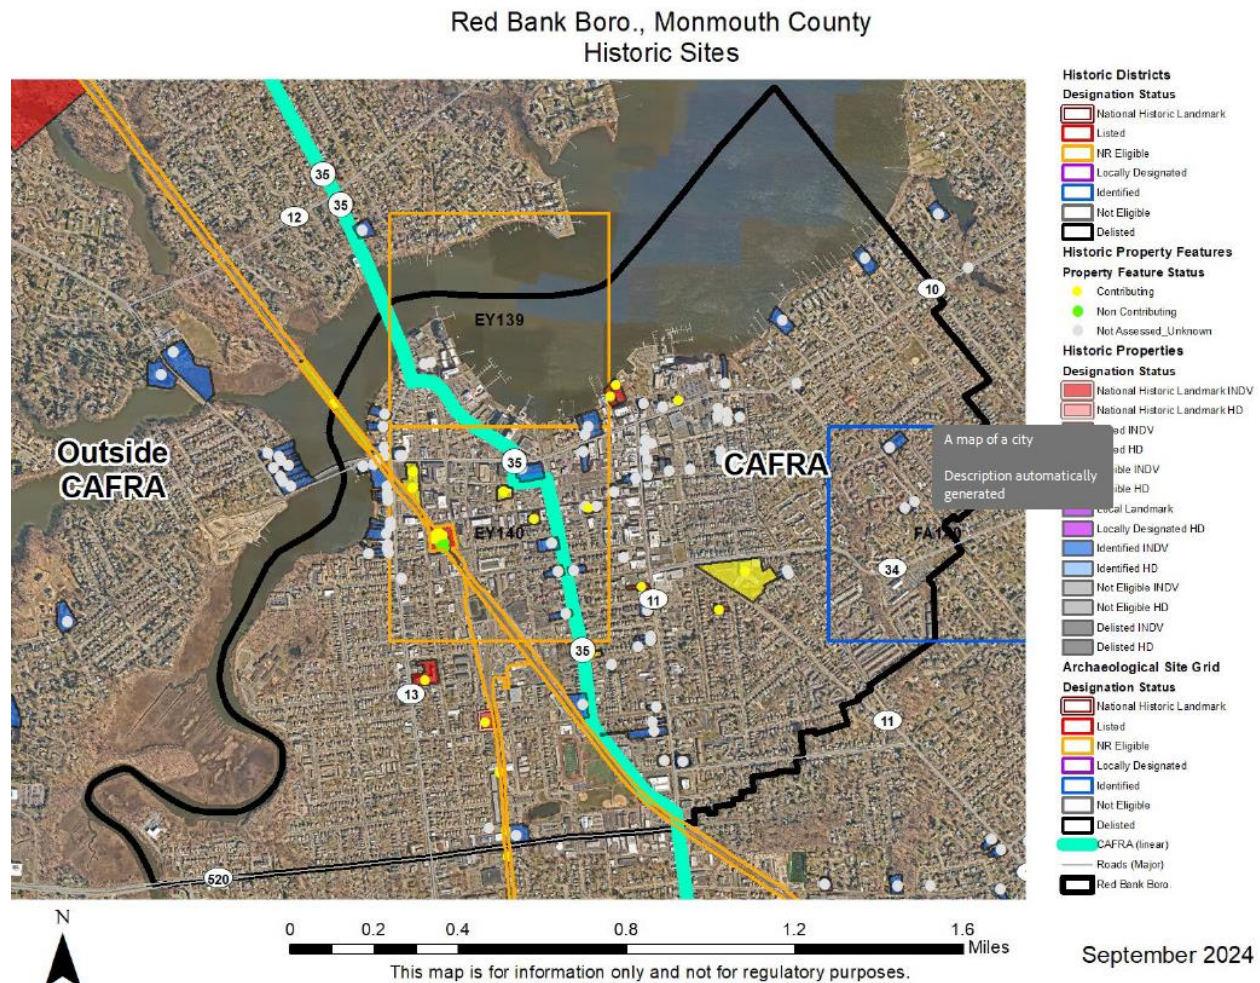 Red Bank Boro., Monmouth County
Historic Sites
35
35
12
10
EY139
Outside
CAFRA
CAFRA
35
EY140
34
11
35
13
11
520
Historic Districts
Designation Status
National Historic Landmark
Listed
NR Eligible
Locally Designated
Identified
Not Eligible
Delisted
Historic Property Features
Property Feature Status
Contributing
Non Contributing
Not Assessed_Unknown
Historic Properties
Designation Status
National Historic Landmark INDV
National Historic Landmark HD
INDV
HD
INDV
HD
Landmark
Locally Designated HD
Identified INDV
Identified HD
Not Eligible INDV
Not Eligible HD
Delisted INDV
Delisted HD
Archaeological Site Grid
Designation Status
National Historic Landmark
Listed
NR Eligible
Locally Designated
Identified
Not Eligible
Delisted
CAFRA (linear)
Roads (Major)
Red Bank Boro.
A map of a city
Description automatically
generated
N
0 0.2 0.4 0.8 1.2 1.6
Miles
This map is for information only and not for regulatory purposes.
September 2024